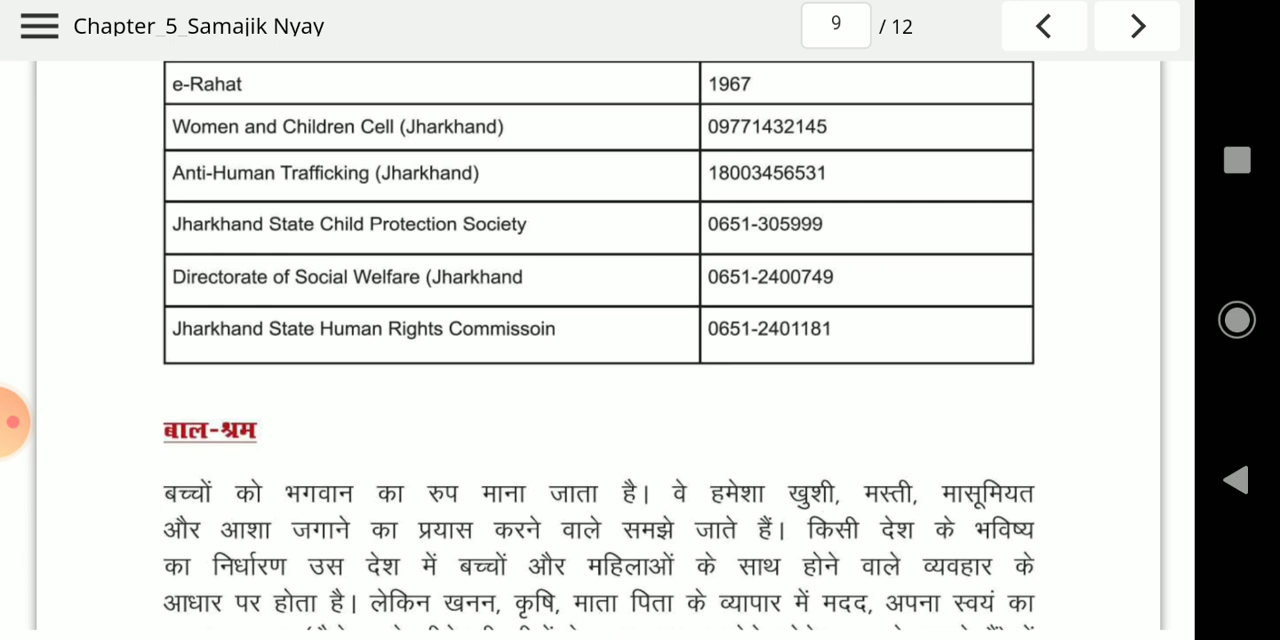 Chapter_5_Samajik Nyay
9 / 12
e-Rahat 1967
Women and Children Cell (Jharkhand) 09771432145
Anti-Human Trafficking (Jharkhand) 18003456531
Jharkhand State Child Protection Society 0651-305999
Directorate of Social Welfare (Jharkhand 0651-2400749
Jharkhand State Human Rights Commissoin 0651-2401181
बाल-श्रम
बच्चों को भगवान का रुप माना जाता है। वे हमेशा खुशी, मस्ती, मासूमियत
और आशा जगाने का प्रयास करने वाले समझे जाते हैं। किसी देश के भविष्य
का निर्धारण उस देश में बच्चों और महिलाओं के साथ होने वाले व्यवहार के
आधार पर होता है। लेकिन खनन, कृषि, माता पिता के व्यापार में मदद, अपना स्वयं का